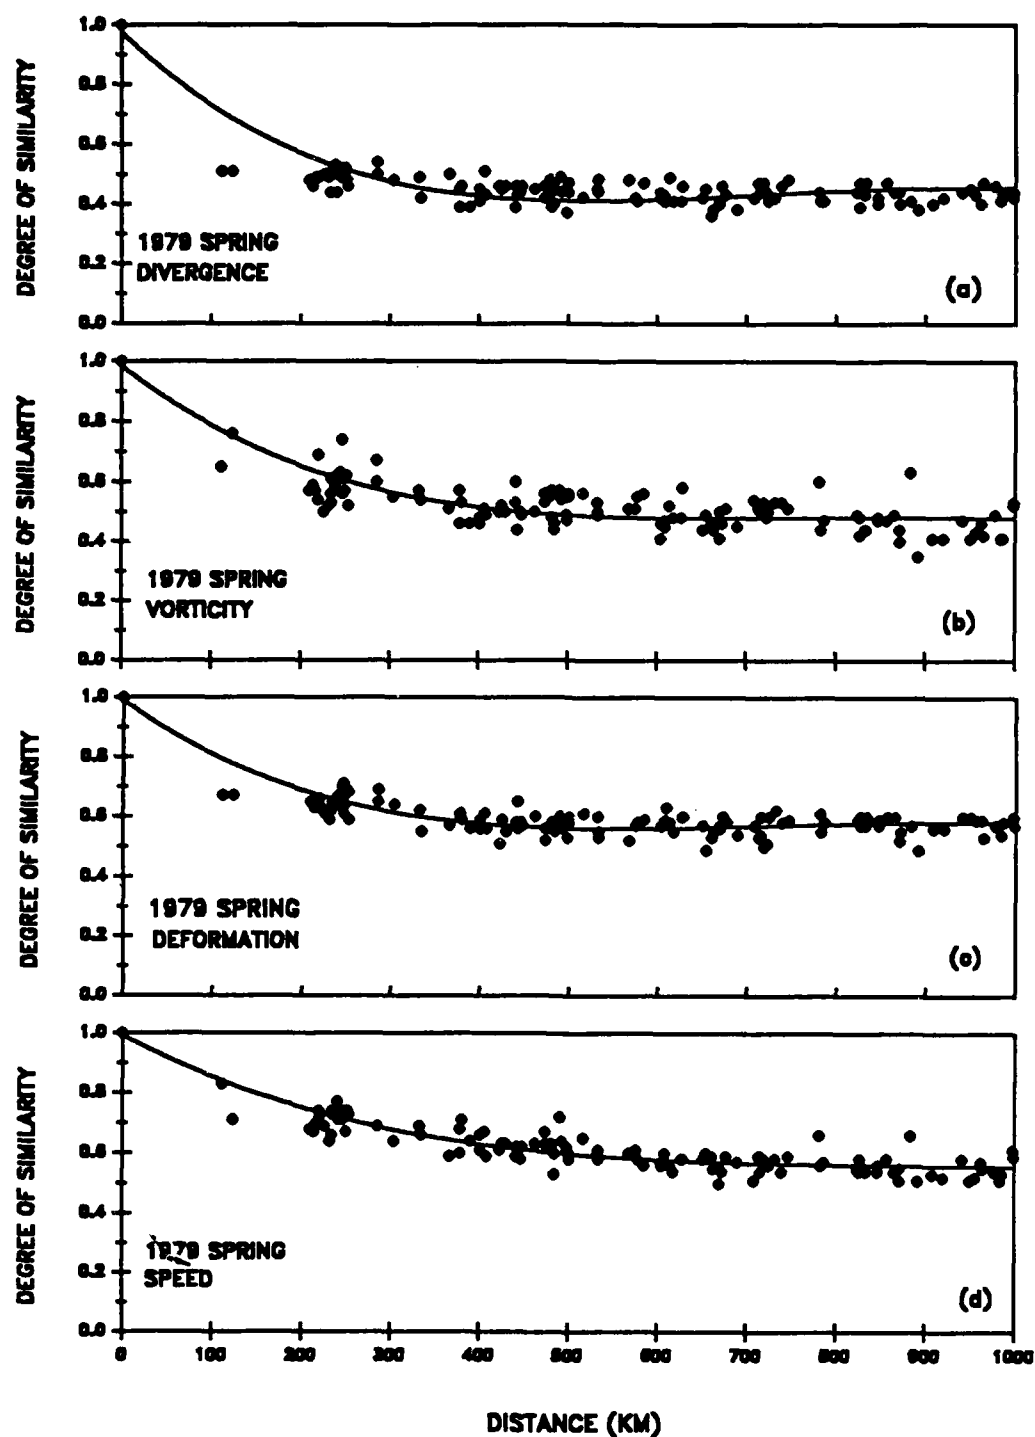 DEGREE OF SIMILARITY
1.0
0.8
0.6
0.4
0.2
0.0
1979 SPRING
DIVERGENCE
(a)
DEGREE OF SIMILARITY
1.0
0.8
0.6
0.4
0.2
0.0
1979 SPRING
VORTICITY
(b)
DEGREE OF SIMILARITY
1.0
0.8
0.6
0.4
0.2
0.0
1979 SPRING
DEFORMATION
(c)
DEGREE OF SIMILARITY
1.0
0.8
0.6
0.4
0.2
0.0
1979 SPRING
SPEED
(d)
0 100 200 300 400 500 600 700 800 900 1000
DISTANCE (KM)